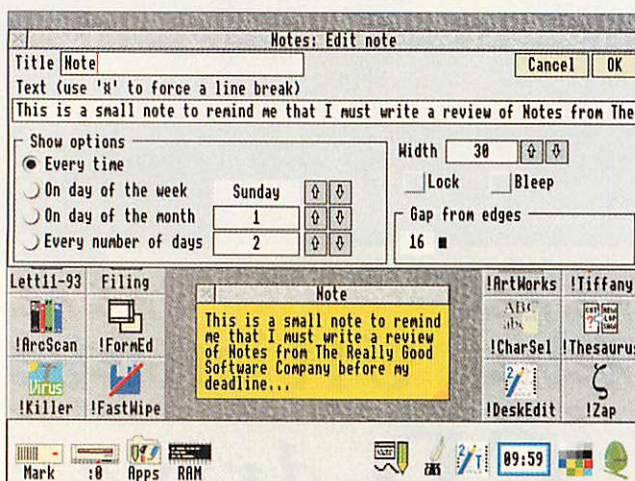 Notes: Edit note
Title Note
Cancel OK
Text (use '¤' to force a line break)
This is a small note to remind me that I must write a review of Notes from The
Show options
Every time
On day of the week Sunday
On day of the month 1
Every number of days 2
Width 30
Lock Bleep
Gap from edges
16
Lett11-93 Filing
!ArcScan !FormEd
Virus
!Killer !FastWipe
Note
This is a small note to remind
me that I must write a review
of Notes from The Really Good
Software Company before my
deadline...
!ArtWorks !Tiffany
ABC
!CharSel !Thesaurus
!DeskEdit !Zap
Mark :0 Apps RAM
09:59